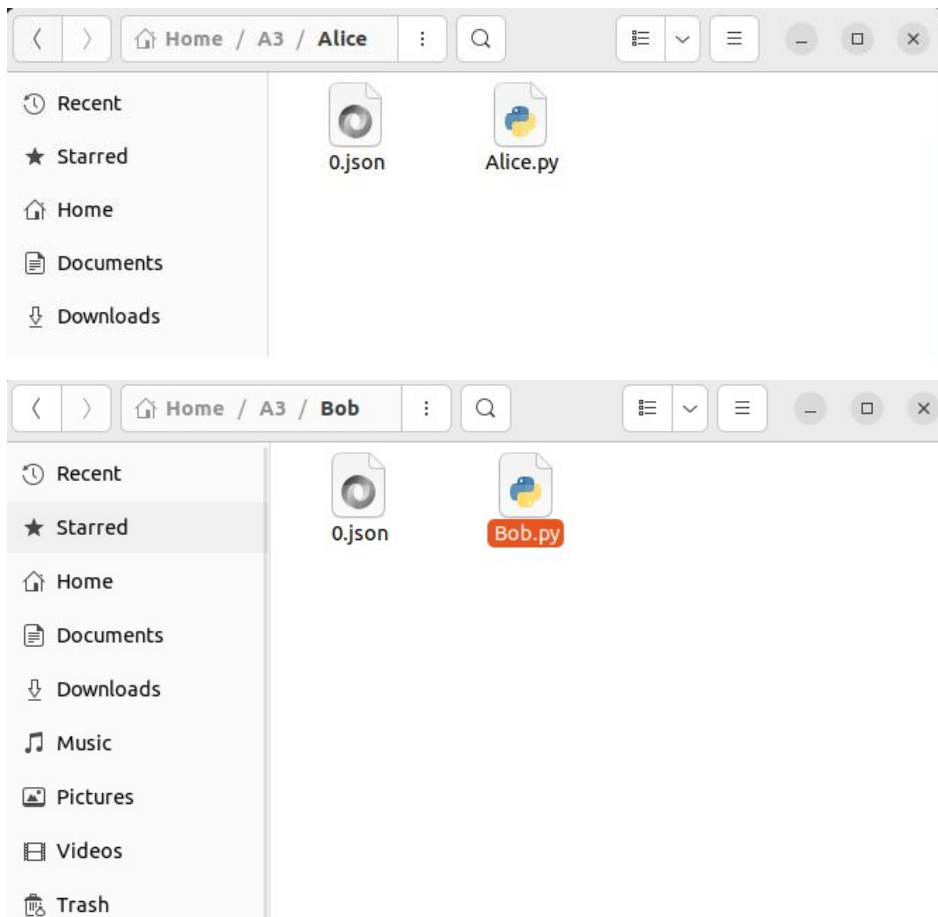 Home / A3 / Alice
Recent
Starred
Home
Documents
Downloads
0.json
Alice.py
Home / A3 / Bob
Recent
Starred
Home
Documents
Downloads
Music
Pictures
Videos
Trash
0.json
Bob.py